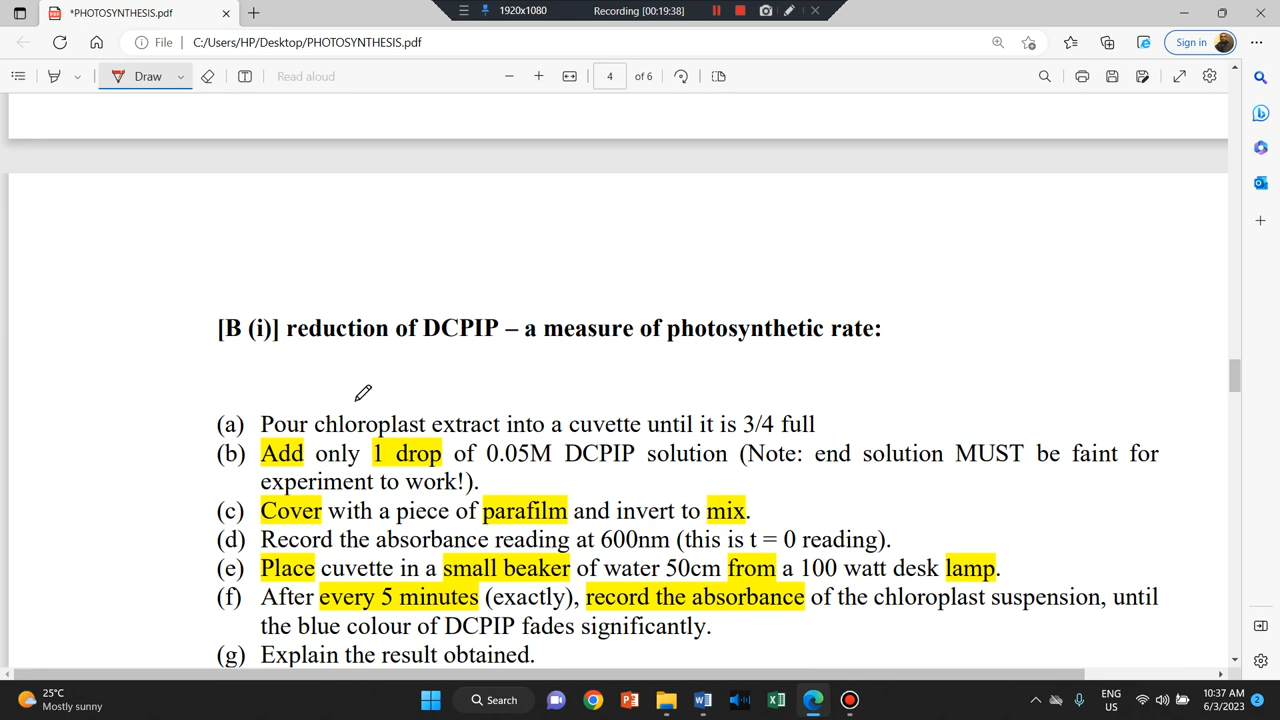 *PHOTOSYNTHESIS.pdf
1920x1080
Recording [00:19:38]
File
C:/Users/HP/Desktop/PHOTOSYNTHESIS.pdf
Sign in
Draw
Read aloud
4
of 6
[B (i)] reduction of DCPIP – a measure of photosynthetic rate:
(a) Pour chloroplast extract into a cuvette until it is 3/4 full
(b) Add only 1 drop of 0.05M DCPIP solution (Note: end solution MUST be faint for
experiment to work!).
(c) Cover with a piece of parafilm and invert to mix.
(d) Record the absorbance reading at 600nm (this is t = 0 reading).
(e) Place cuvette in a small beaker of water 50cm from a 100 watt desk lamp.
(f) After every 5 minutes (exactly), record the absorbance of the chloroplast suspension, until
the blue colour of DCPIP fades significantly.
(g) Explain the result obtained.
25°C
Mostly sunny
Search
ENG
US
10:37 AM
6/3/2023
2